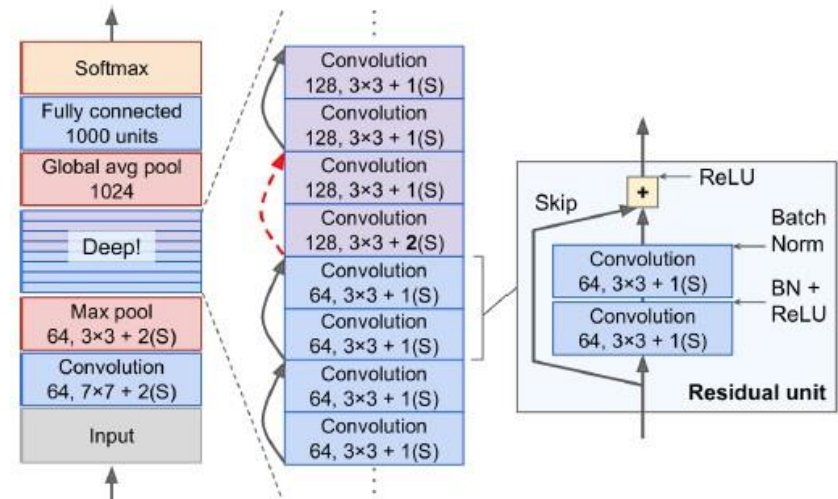 Softmax
Fully connected
1000 units
Global avg pool
1024
Deep!
Max pool
64, 3×3 + 2(S)
Convolution
64, 7×7 + 2(S)
Input
Convolution
128, 3×3 + 1(S)
Convolution
128, 3×3 + 1(S)
Convolution
128, 3×3 + 1(S)
Convolution
128, 3×3 + 2(S)
Convolution
64, 3×3 + 1(S)
Convolution
64, 3×3 + 1(S)
Convolution
64, 3×3 + 1(S)
Convolution
64, 3×3 + 1(S)
ReLU
+
Skip
Batch
Norm
Convolution
64, 3×3 + 1(S)
BN +
ReLU
Convolution
64, 3×3 + 1(S)
Residual unit